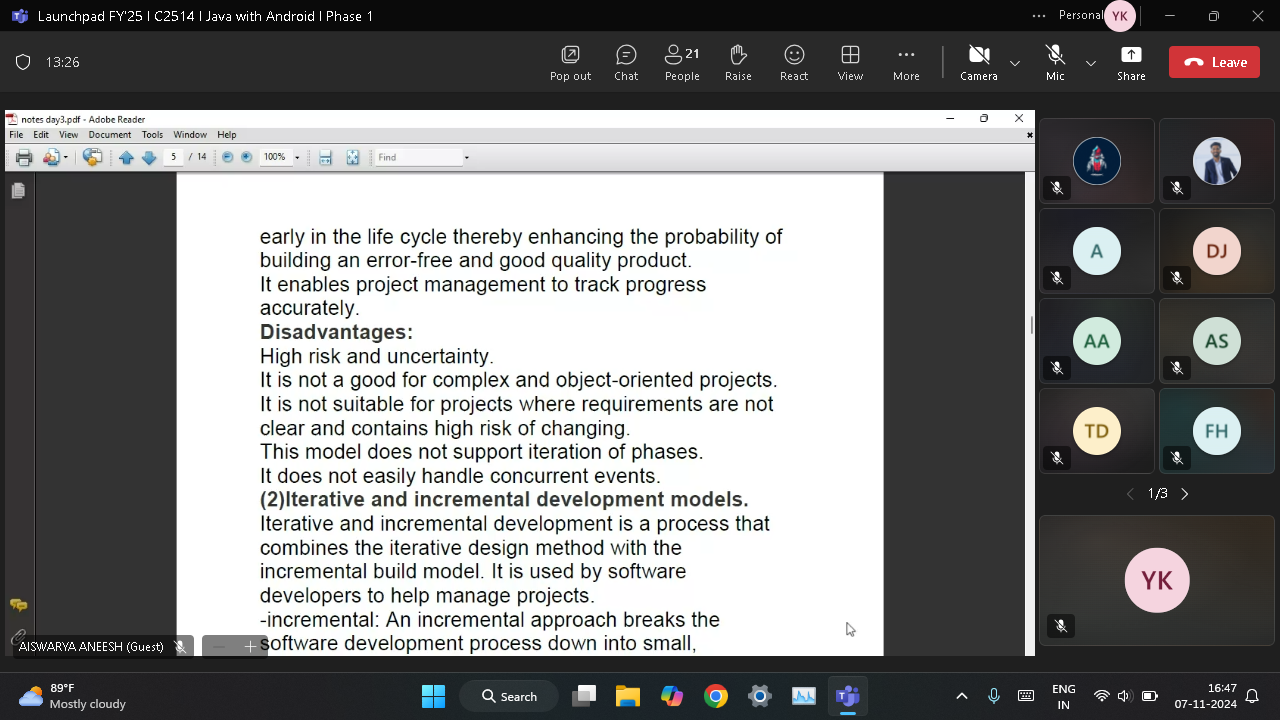 Launchpad FY'25 | C2514 | Java with Android | Phase 1
Personal
YK
13:26
Pop out
Chat
21
People
Raise
React
View
More
Camera
Mic
Share
Leave
notes day3.pdf - Adobe Reader
File Edit View Document Tools Window Help
5 / 14 100% Find
early in the life cycle thereby enhancing the probability of
building an error-free and good quality product.
It enables project management to track progress
accurately.
Disadvantages:
High risk and uncertainty.
It is not a good for complex and object-oriented projects.
It is not suitable for projects where requirements are not
clear and contains high risk of changing.
This model does not support iteration of phases.
It does not easily handle concurrent events.
(2)Iterative and incremental development models.
Iterative and incremental development is a process that
combines the iterative design method with the
incremental build model. It is used by software
developers to help manage projects.
-incremental: An incremental approach breaks the
software development process down into small,
AISWARYA ANEESH (Guest)
A
DJ
AA
AS
TD
FH
1/3
YK
89°F
Mostly cloudy
Search
ENG
IN
16:47
07-11-2024